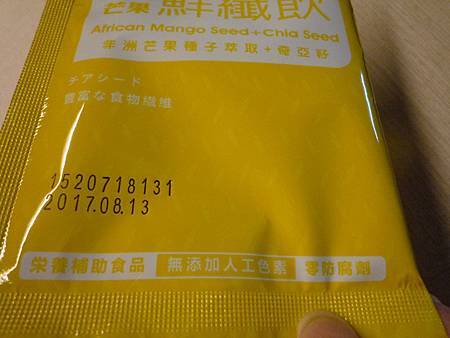 芒果 鮮纖飲
African Mango Seed+Chia Seed
非洲芒果種子萃取+奇亞籽
チアシード
豊富な食物繊維
1520718131
2017.08.13
栄養補助食品 無添加人工色素 零防腐劑